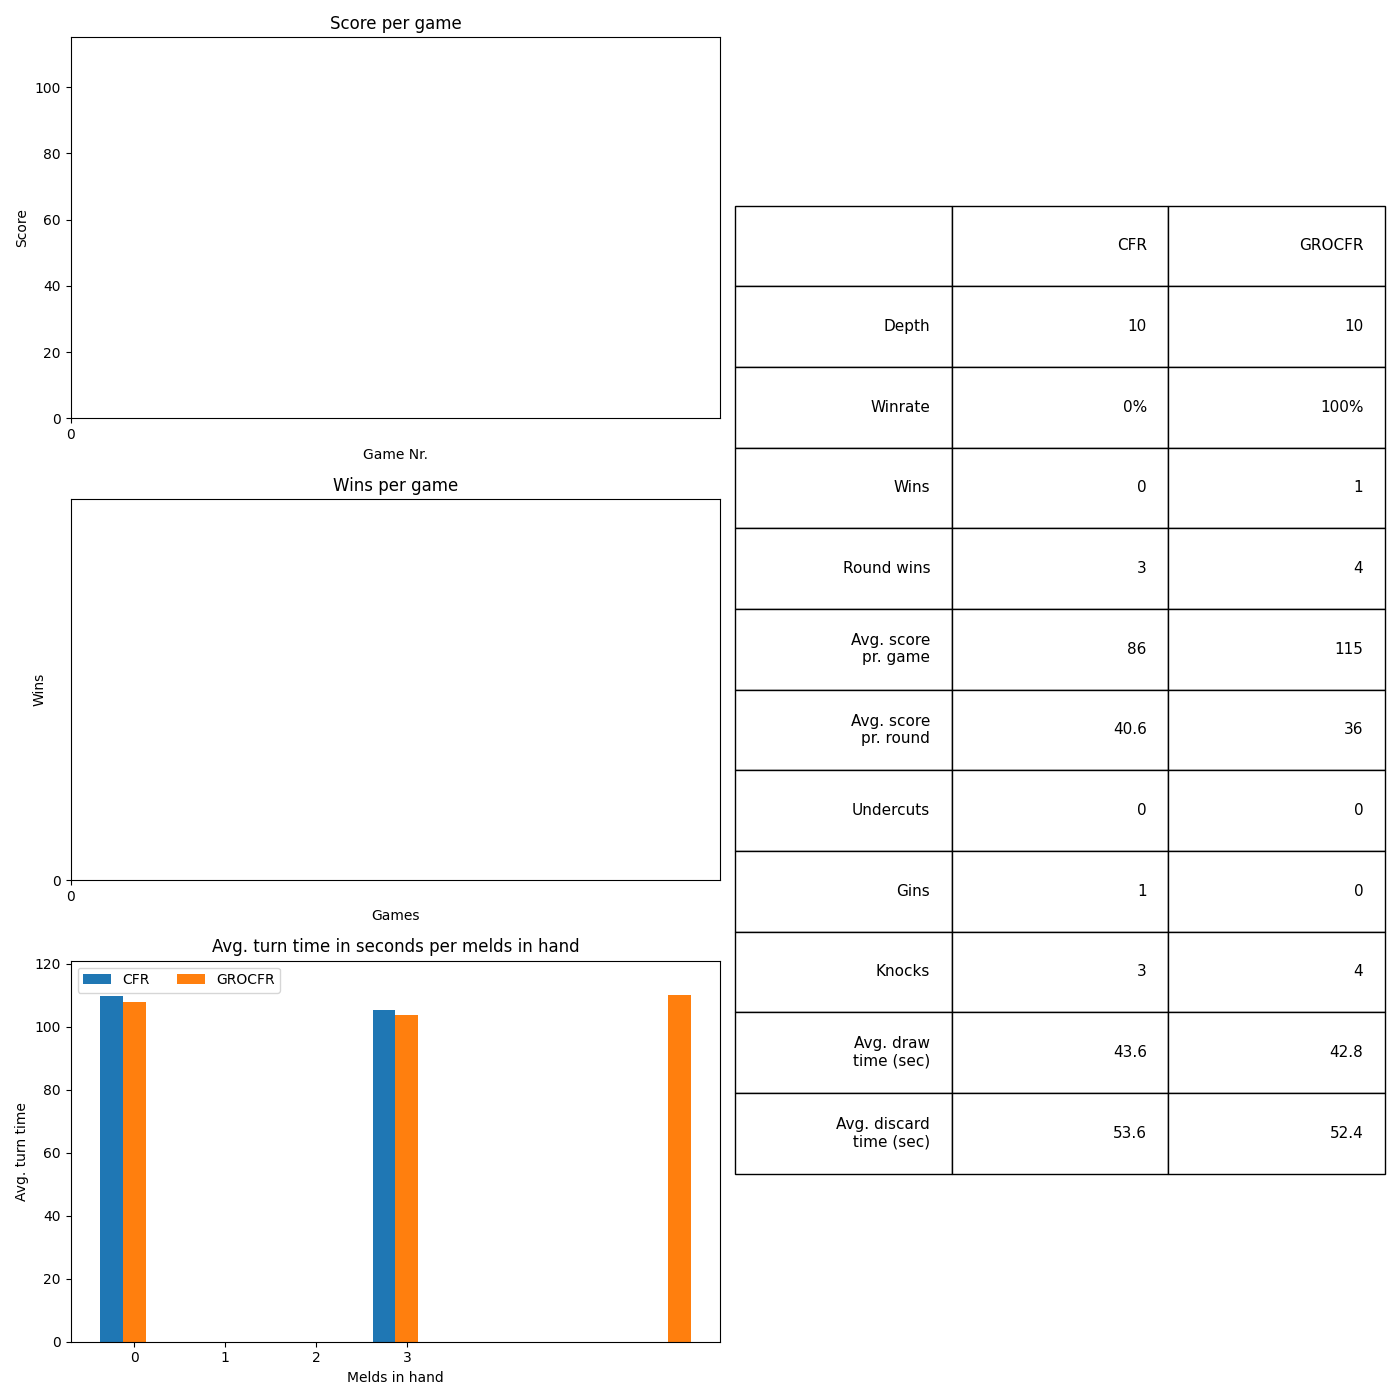 Score per game
100
80
60
40
20
0
0
Score
Game Nr.
Wins per game
0
0
Wins
Games
Avg. turn time in seconds per melds in hand
CFR GROCFR
120
100
80
60
40
20
0
0 1 2 3
Avg. turn time
Melds in hand
CFR GROCFR
Depth 10 10
Winrate 0% 100%
Wins 0 1
Round wins 3 4
Avg. score
pr. game 86 115
Avg. score
pr. round 40.6 36
Undercuts 0 0
Gins 1 0
Knocks 3 4
Avg. draw
time (sec) 43.6 42.8
Avg. discard
time (sec) 53.6 52.4